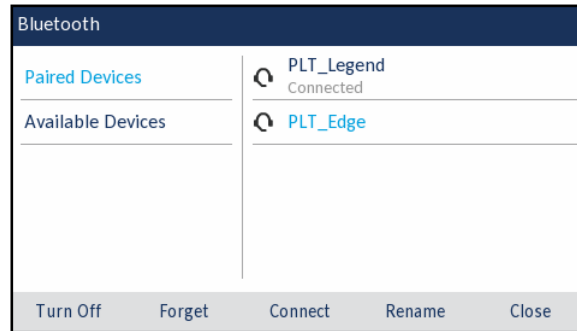 Bluetooth
Paired Devices
Available Devices
PLT_Legend
Connected
PLT_Edge
Turn Off Forget Connect Rename Close